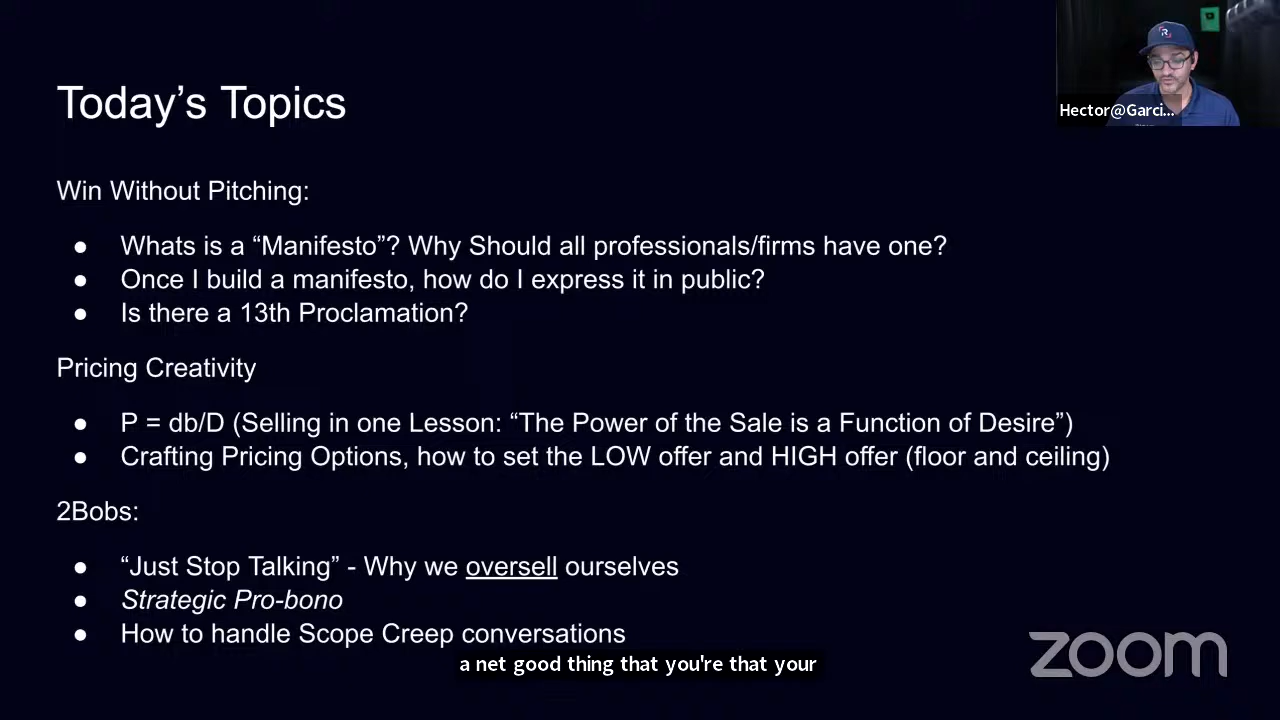 Today’s Topics
Hector@Garci...
Win Without Pitching:
● Whats is a “Manifesto”? Why Should all professionals/firms have one?
● Once I build a manifesto, how do I express it in public?
● Is there a 13th Proclamation?
Pricing Creativity
● P = db/D (Selling in one Lesson: “The Power of the Sale is a Function of Desire”)
● Crafting Pricing Options, how to set the LOW offer and HIGH offer (floor and ceiling)
2Bobs:
● “Just Stop Talking” - Why we oversell ourselves
● Strategic Pro-bono
● How to handle Scope Creep conversations
a net good thing that you're that your
zoom